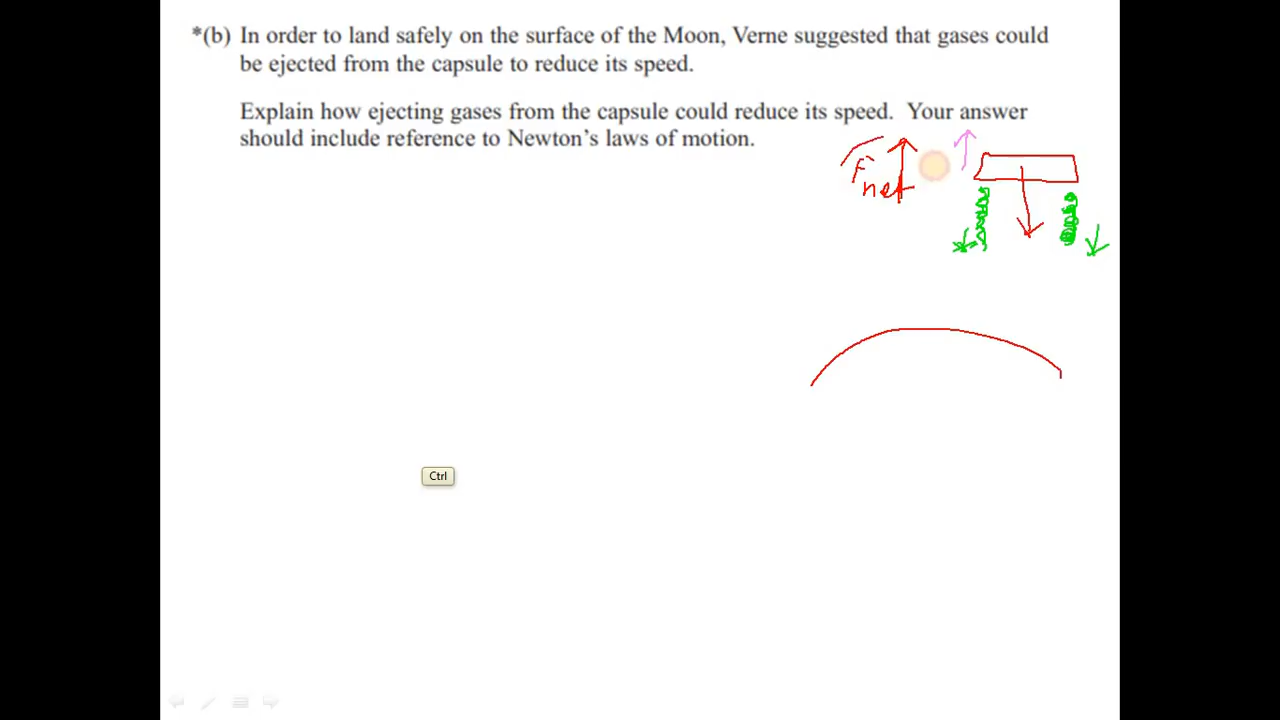 *(b) In order to land safely on the surface of the Moon, Verne suggested that gases could
be ejected from the capsule to reduce its speed.
Explain how ejecting gases from the capsule could reduce its speed. Your answer
should include reference to Newton's laws of motion.
F
net
Ctrl